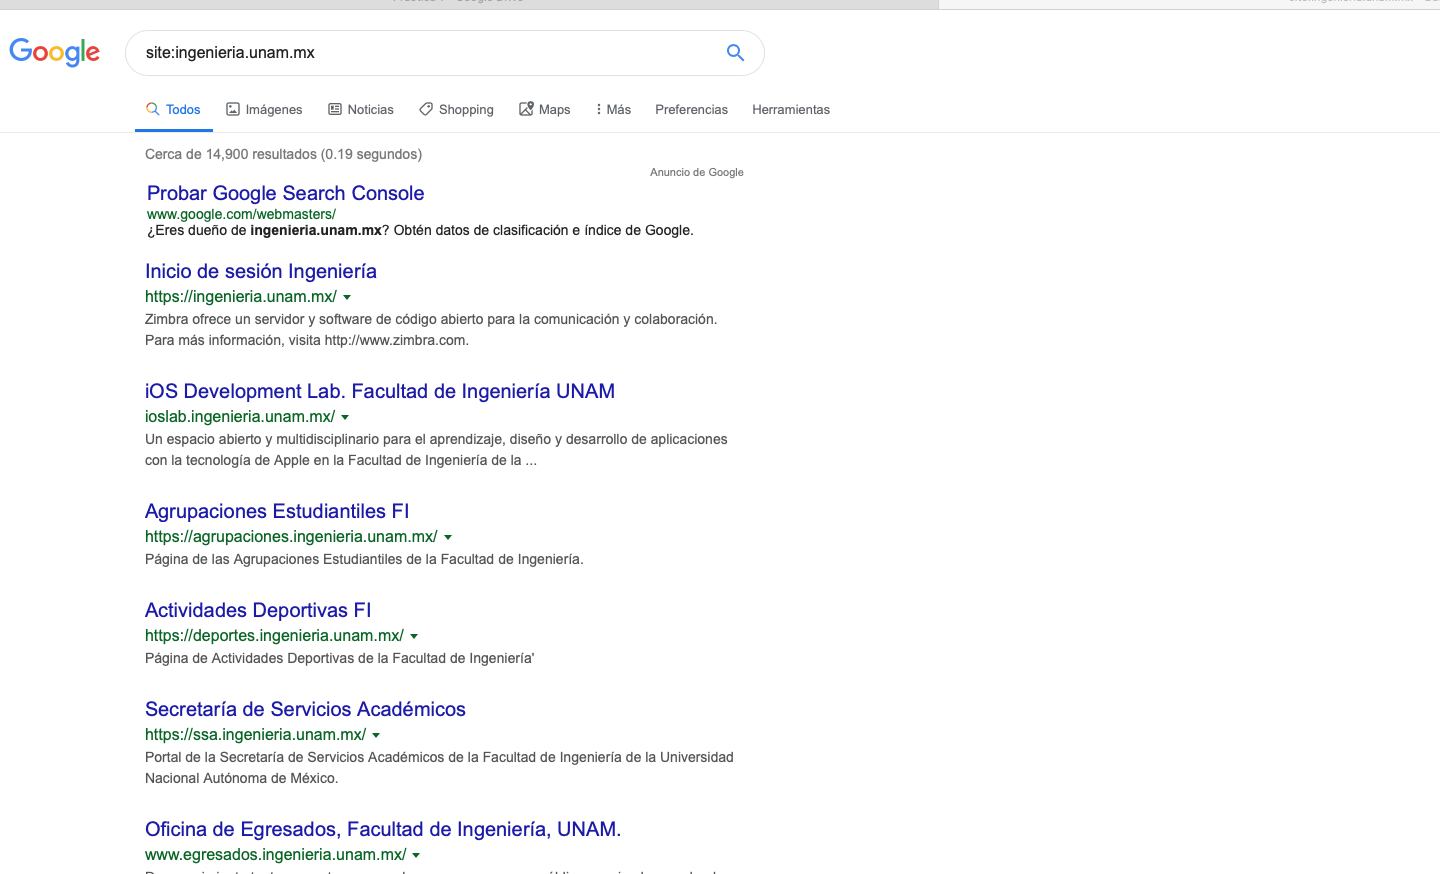 Google
site:ingenieria.unam.mx
Todos Imágenes Noticias Shopping Maps Más Preferencias Herramientas
Cerca de 14,900 resultados (0.19 segundos)
Anuncio de Google
Probar Google Search Console
www.google.com/webmasters/
¿Eres dueño de ingenieria.unam.mx? Obtén datos de clasificación e índice de Google.
Inicio de sesión Ingeniería
https://ingenieria.unam.mx/
Zimbra ofrece un servidor y software de código abierto para la comunicación y colaboración.
Para más información, visita http://www.zimbra.com.
iOS Development Lab. Facultad de Ingeniería UNAM
ioslab.ingenieria.unam.mx/
Un espacio abierto y multidisciplinario para el aprendizaje, diseño y desarrollo de aplicaciones
con la tecnología de Apple en la Facultad de Ingeniería de la ...
Agrupaciones Estudiantiles FI
https://agrupaciones.ingenieria.unam.mx/
Página de las Agrupaciones Estudiantiles de la Facultad de Ingeniería.
Actividades Deportivas FI
https://deportes.ingenieria.unam.mx/
Página de Actividades Deportivas de la Facultad de Ingeniería'
Secretaría de Servicios Académicos
https://ssa.ingenieria.unam.mx/
Portal de la Secretaría de Servicios Académicos de la Facultad de Ingeniería de la Universidad
Nacional Autónoma de México.
Oficina de Egresados, Facultad de Ingeniería, UNAM.
www.egresados.ingenieria.unam.mx/